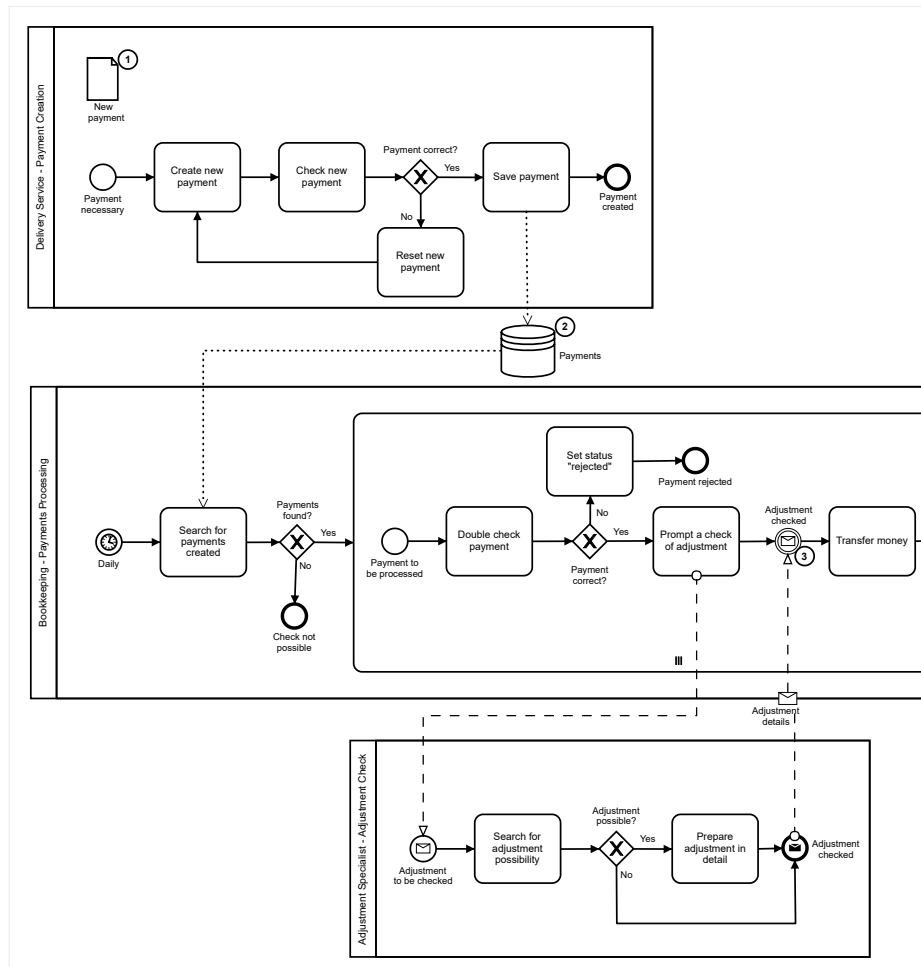 Delivery Service - Payment Creation
1
New
payment
Payment
necessary
Create new
payment
Check new
payment
Payment correct?
Yes
No
Save payment
Payment
created
Reset new
payment
2
Payments
Bookkeeping - Payments Processing
Daily
Search for
payments
created
Payments
found?
Yes
No
Check not
possible
Payment to
be processed
Double check
payment
Set status
"rejected"
Payment rejected
No
Yes
Payment
correct?
Prompt a check
of adjustment
Adjustment
checked
3
Transfer money
Adjustment
details
Adjustment Specialist - Adjustment Check
Adjustment
to be checked
Search for
adjustment
possibility
Adjustment
possible?
Yes
No
Prepare
adjustment in
detail
Adjustment
checked